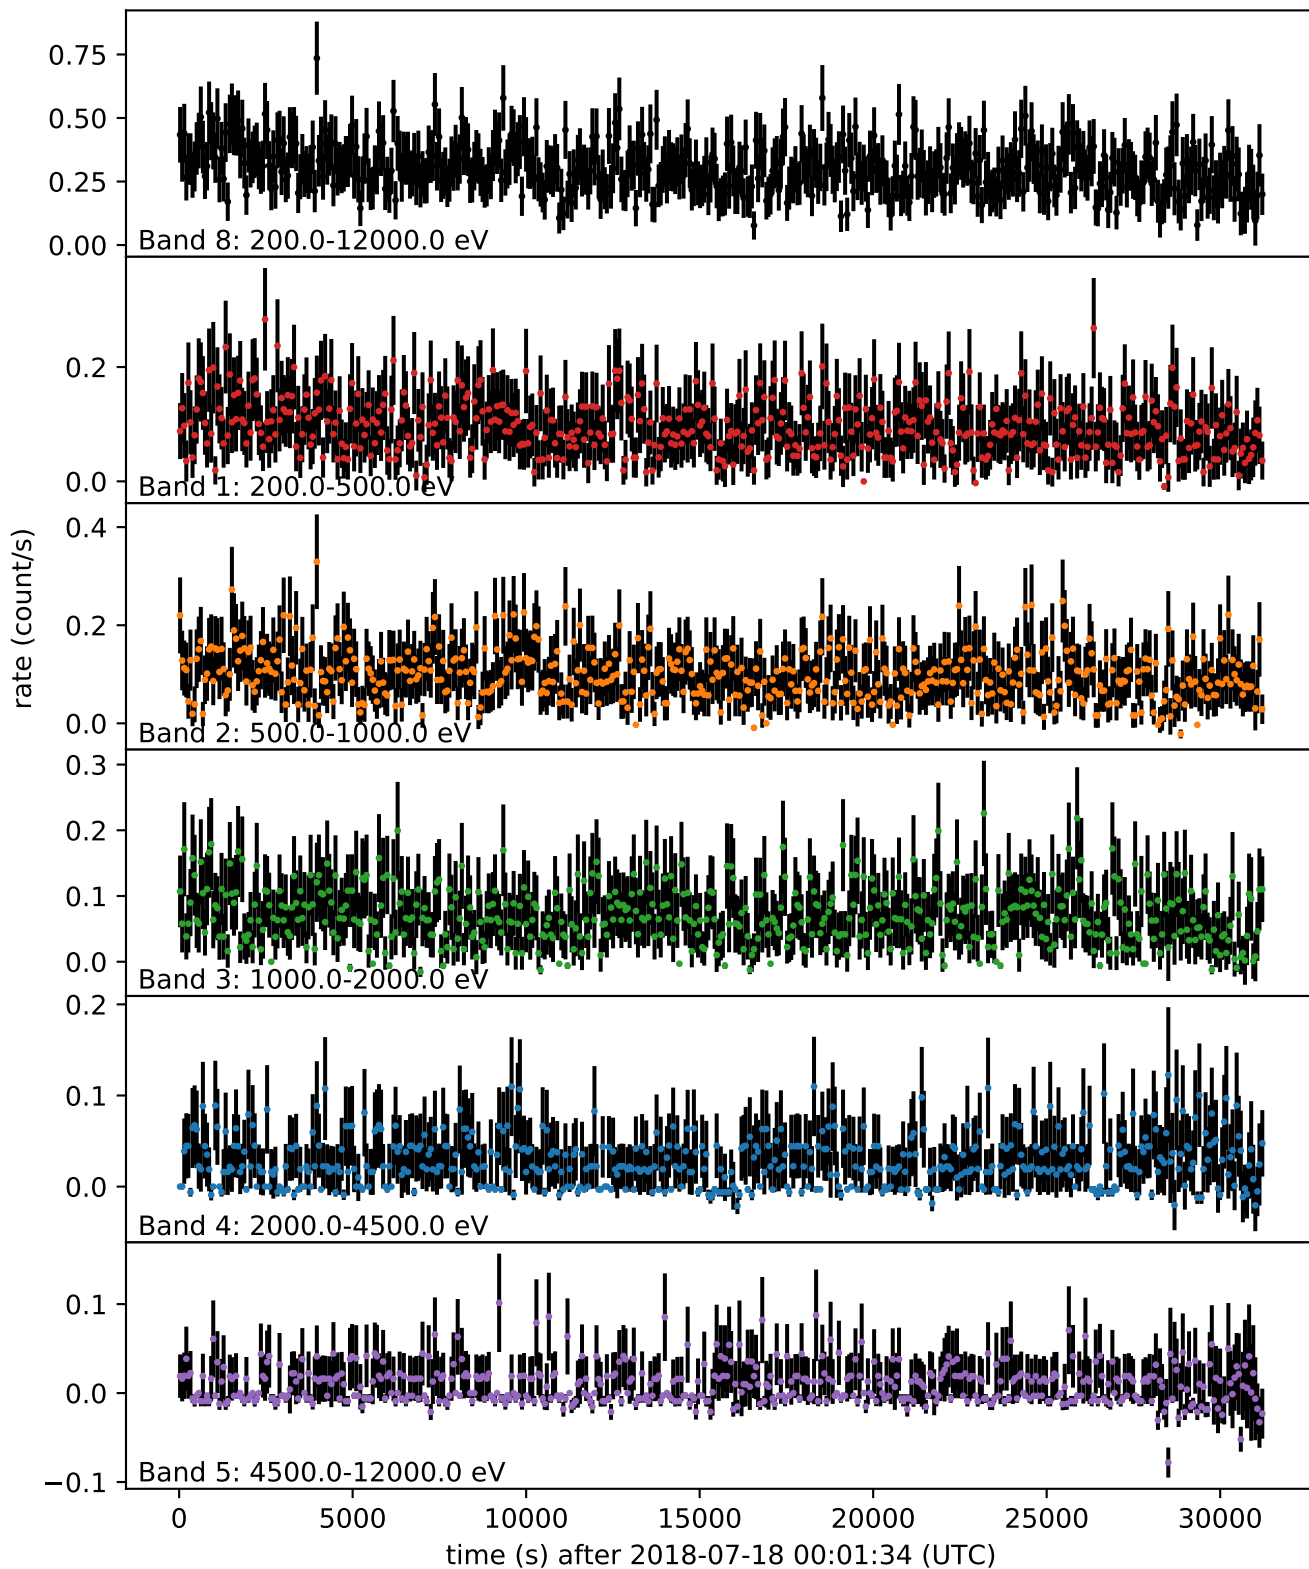 0.75
0.50
0.25
0.00
Band 8: 200.0-12000.0 eV
0.2
0.0
Band 1: 200.0-500.0 eV
rate (count/s)
0.4
0.2
0.0
Band 2: 500.0-1000.0 eV
0.3
0.2
0.1
0.0
Band 3: 1000.0-2000.0 eV
0.2
0.1
0.0
Band 4: 2000.0-4500.0 eV
0.1
0.0
−0.1
Band 5: 4500.0-12000.0 eV
0 5000 10000 15000 20000 25000 30000
time (s) after 2018-07-18 00:01:34 (UTC)